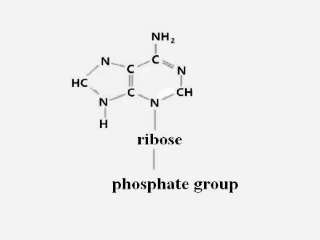 NH2
N C C N
HC
C CH
N N
H
ribose
phosphate group